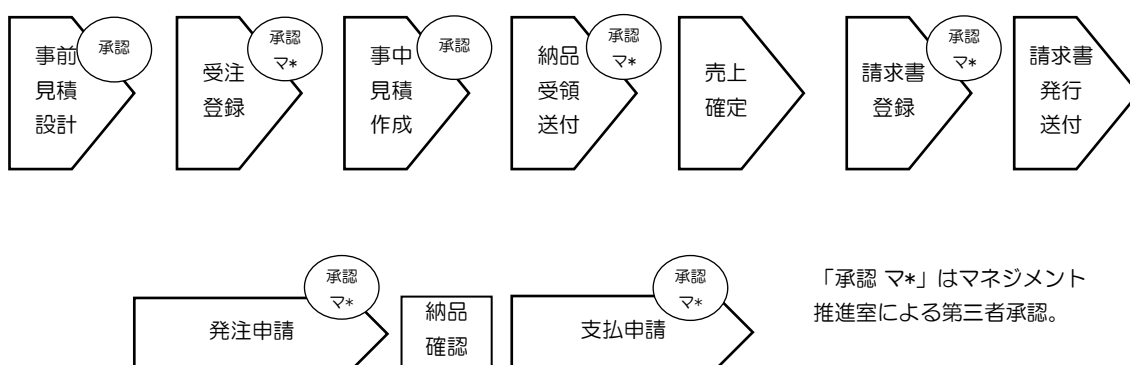 事前
見積
設計
承認
受注
登録
承認
マ*
事中
見積
作成
承認
納品
受領
送付
承認
マ*
売上
確定
請求書
登録
承認
マ*
請求書
発行
送付
発注申請
承認
マ*
納品
確認
支払申請
承認
マ*
「承認 マ*」はマネジメント
推進室による第三者承認。